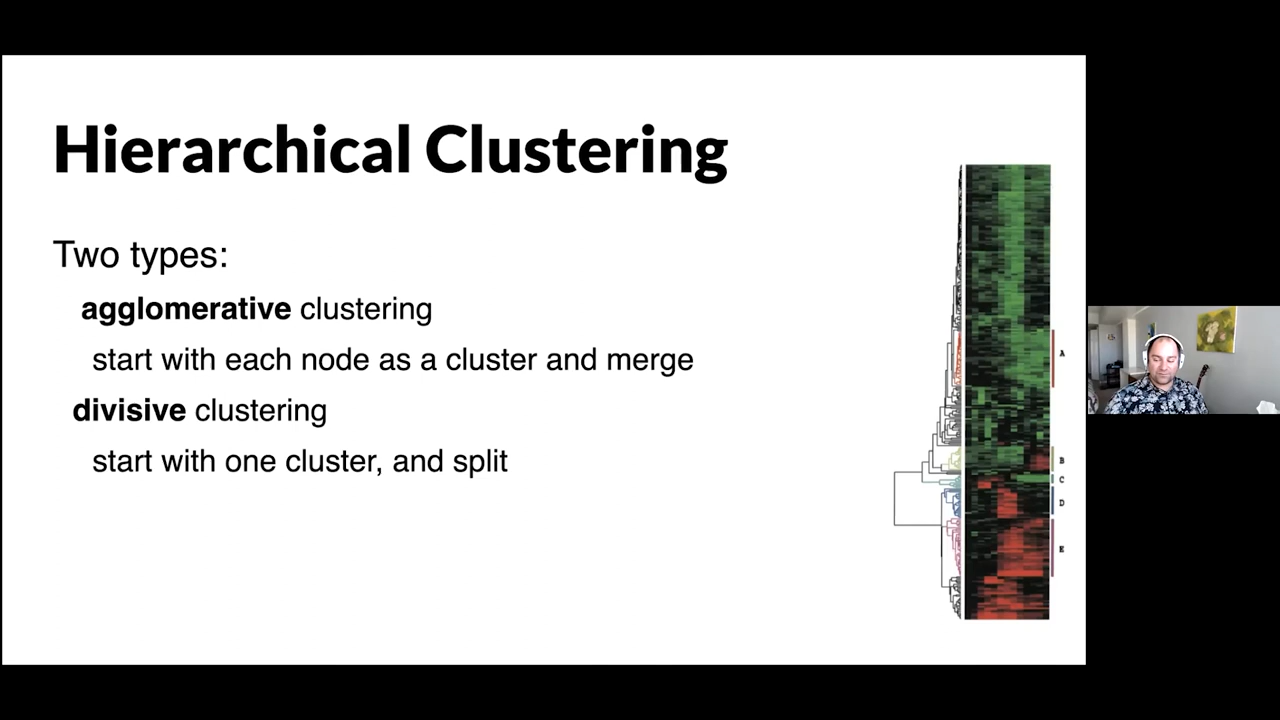 Hierarchical Clustering
Two types:
agglomerative clustering
start with each node as a cluster and merge
divisive clustering
start with one cluster, and split
A
B
C
D
E